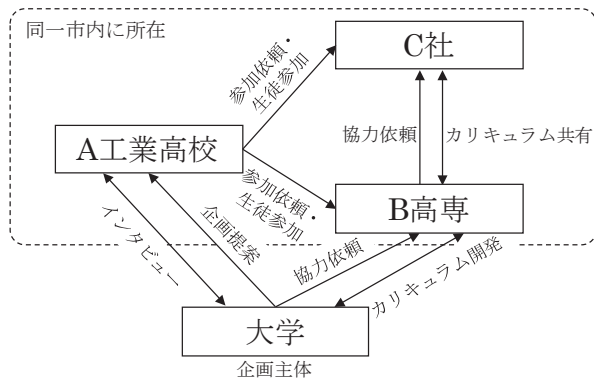 同一市内に所在
C社
参加依頼・
生徒参加
協力依頼
カリキュラム共有
A工業高校
参加依頼・
生徒参加
B高専
インタビュー
企画提案
協力依頼
カリキュラム開発
大学
企画主体